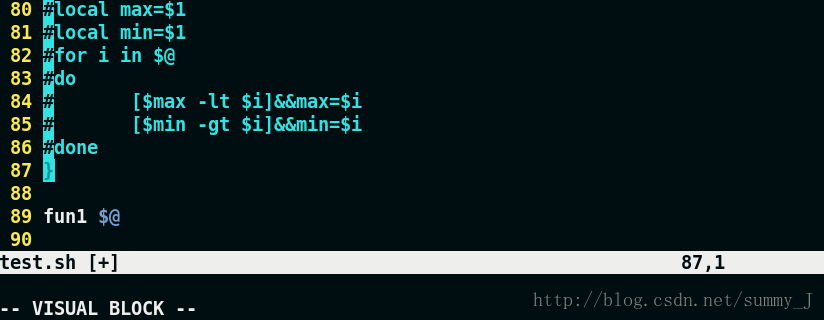 80 #local max=$1
81 #local min=$1
82 #for i in $@
83 #do
84 #       [$max -lt $i]&&max=$i
85 #       [$min -gt $i]&&min=$i
86 #done
87 }
88
89 fun1 $@
90
test.sh [+] 87,1
http://blog.csdn.net/summy_J
-- VISUAL BLOCK --